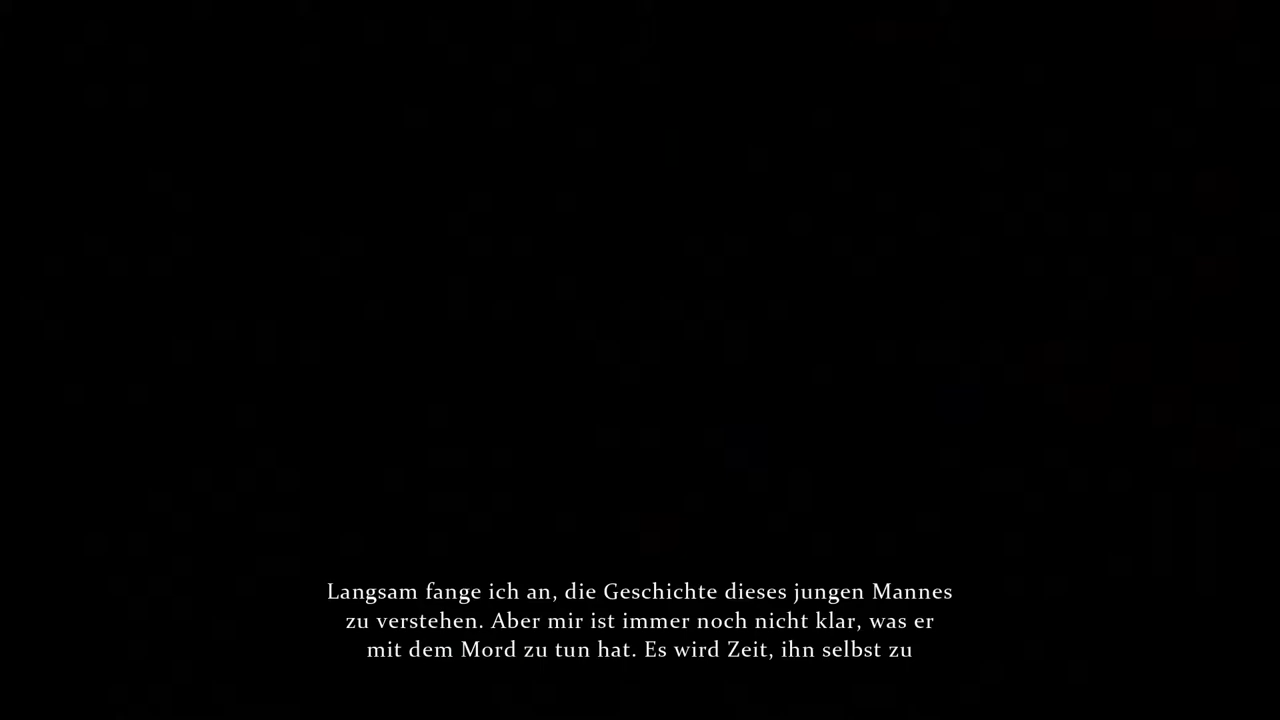 Langsam fange ich an, die Geschichte dieses jungen Mannes
zu verstehen. Aber mir ist immer noch nicht klar, was er
mit dem Mord zu tun hat. Es wird Zeit, ihn selbst zu